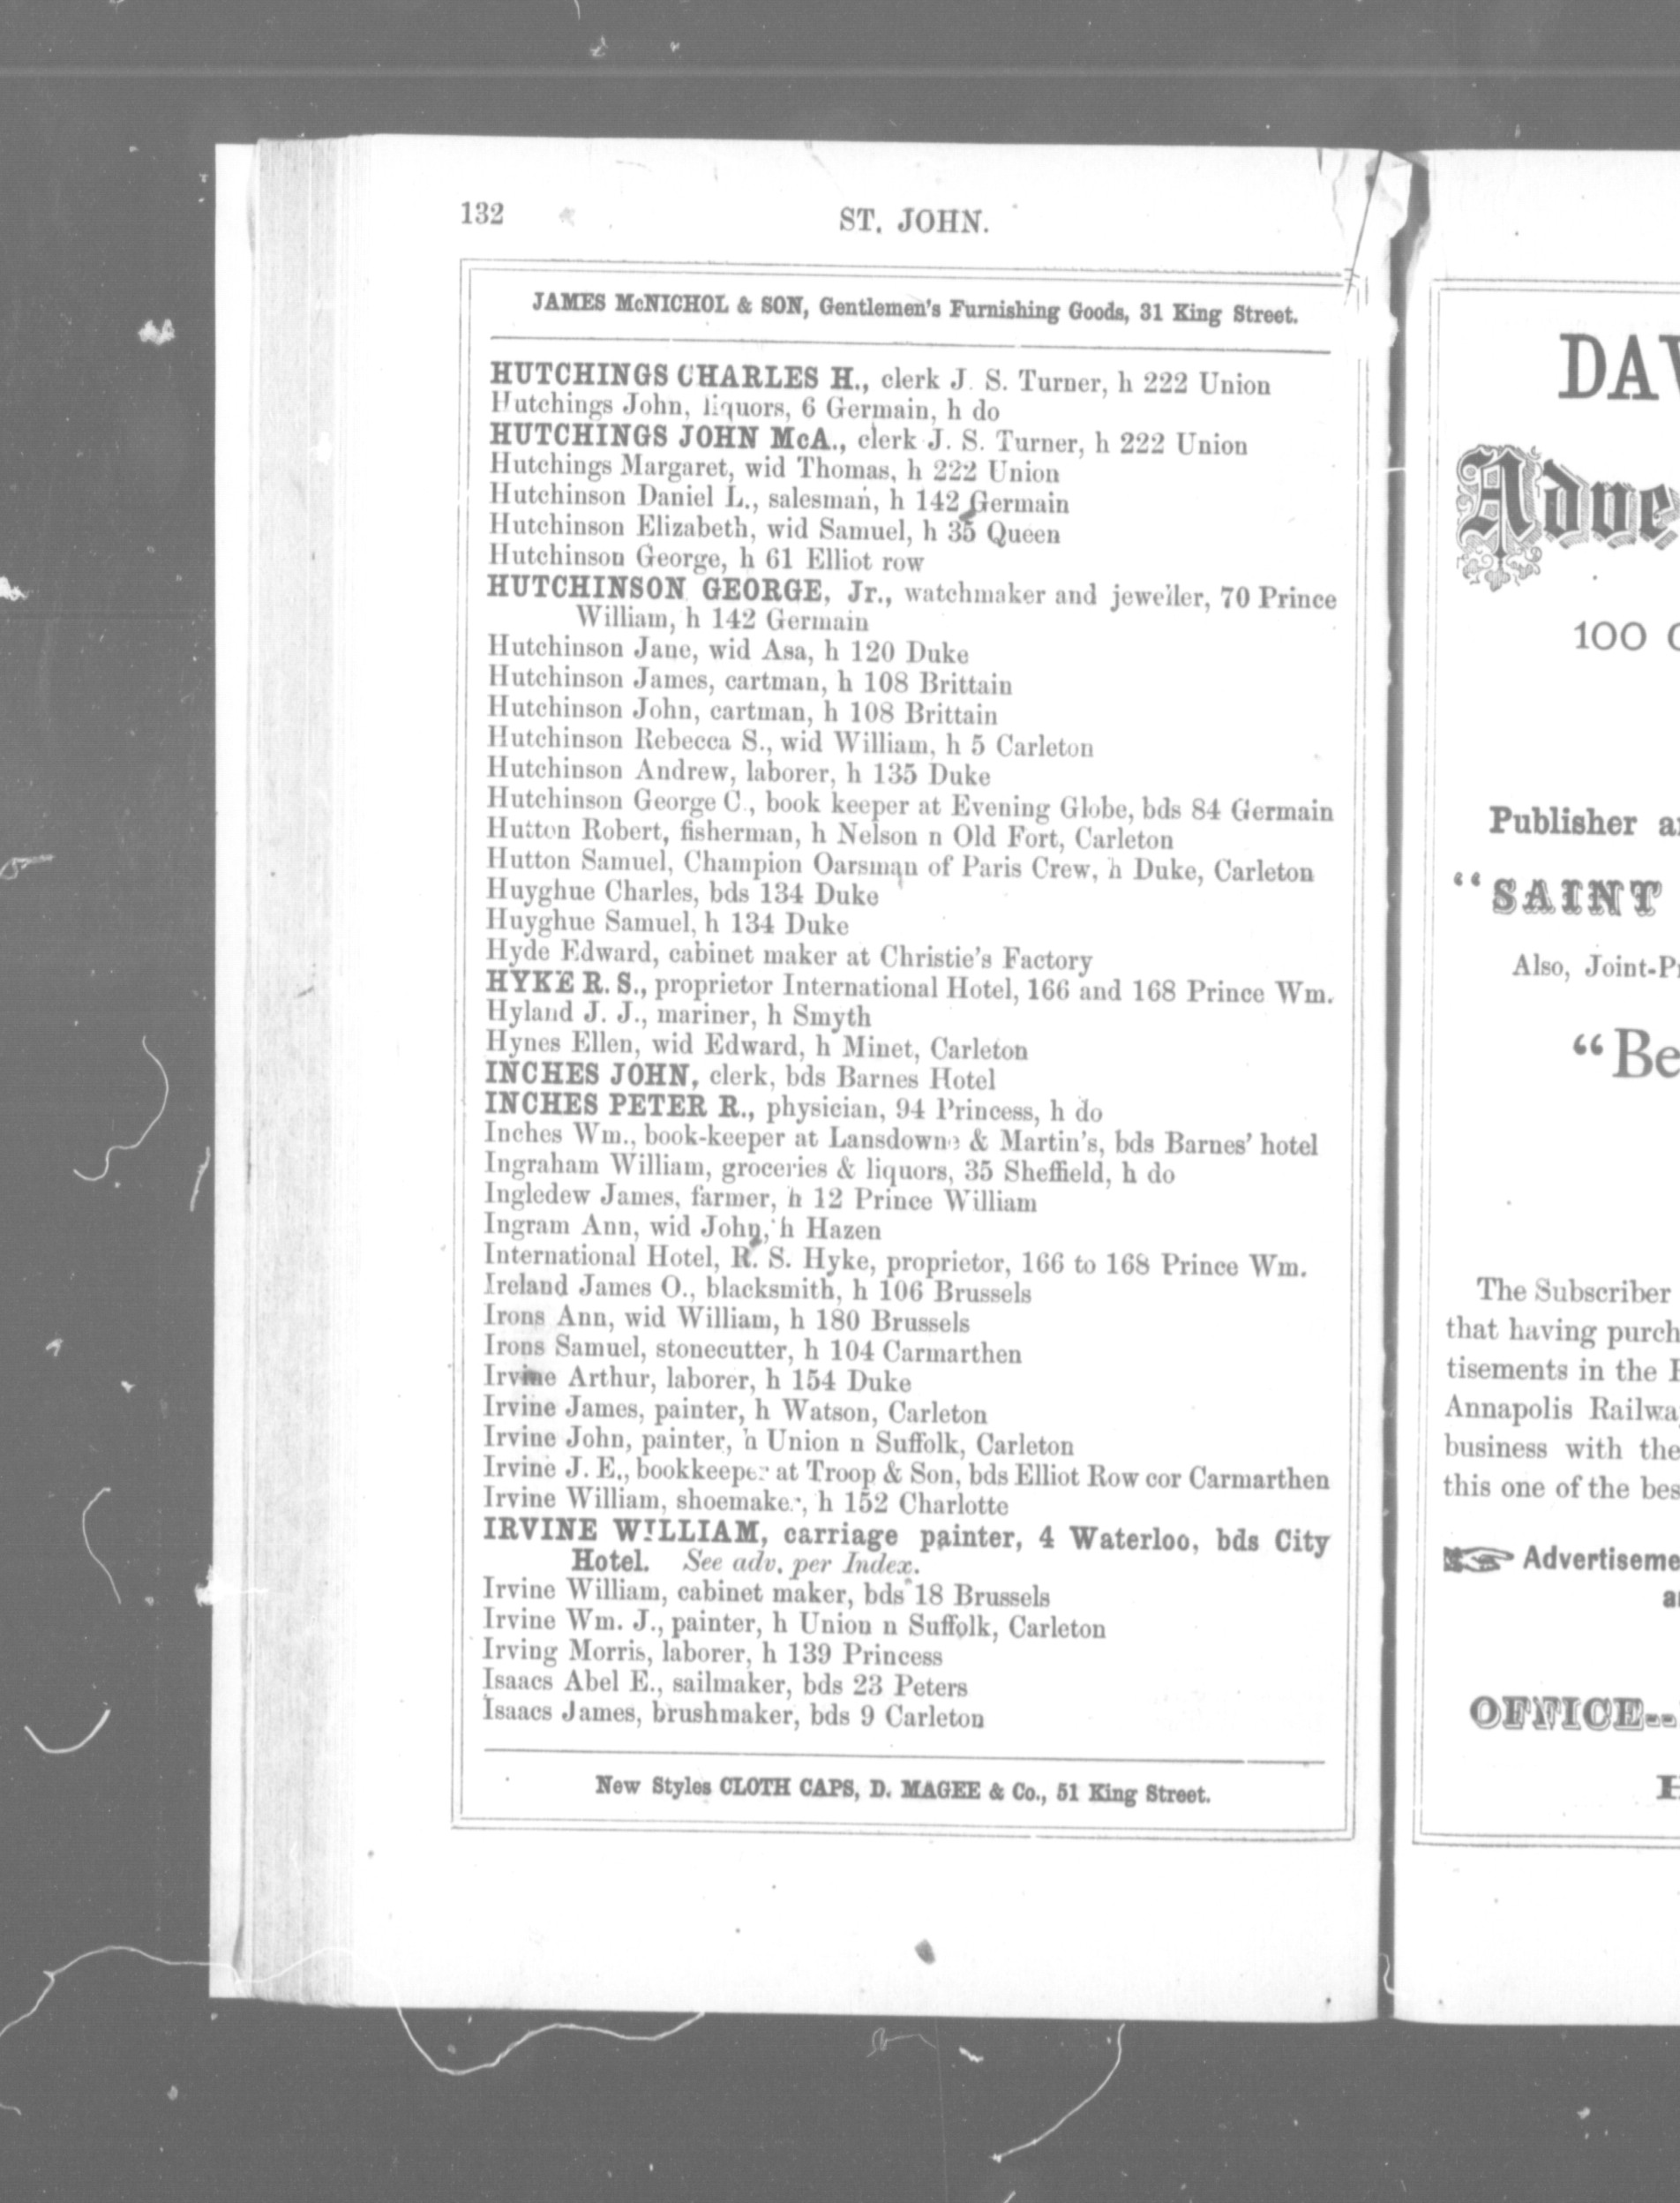 132
ST. JOHN.
JAMES McNICHOL & SON, Gentlemen's Furnishing Goods, 31 King Street.
HUTCHINGS CHARLES H., clerk J. S. Turner, h 222 Union
Hutchings John, liquors, 6 Germain, h do
HUTCHINGS JOHN McA., clerk J. S. Turner, h 222 Union
Hutchings Margaret, wid Thomas, h 222 Union
Hutchinson Daniel L., salesman, h 142 Germain
Hutchinson Elizabeth, wid Samuel, h 35 Queen
Hutchinson George, h 61 Elliot row
HUTCHINSON GEORGE, Jr., watchmaker and jeweller, 70 Prince
William, h 142 Germain
Hutchinson Jane, wid Asa, h 120 Duke
Hutchinson James, cartman, h 108 Brittain
Hutchinson John, cartman, h 108 Brittain
Hutchinson Rebecca S., wid William, h 5 Carleton
Hutchinson Andrew, laborer, h 135 Duke
Hutchinson George C., book keeper at Evening Globe, bds 84 Germain
Hutton Robert, fisherman, h Nelson n Old Fort, Carleton
Hutton Samuel, Champion Oarsman of Paris Crew, h Duke, Carleton
Huyghue Charles, bds 134 Duke
Huyghue Samuel, h 134 Duke
Hyde Edward, cabinet maker at Christie's Factory
HYKE R. S., proprietor International Hotel, 166 and 168 Prince Wm.
Hyland J. J., mariner, h Smyth
Hynes Ellen, wid Edward, h Minet, Carleton
INCHES JOHN, clerk, bds Barnes Hotel
INCHES PETER R., physician, 94 Princess, h do
Inches Wm., book-keeper at Lansdowne & Martin's, bds Barnes' hotel
Ingraham William, groceries & liquors, 35 Sheffield, h do
Ingledew James, farmer, h 12 Prince William
Ingram Ann, wid John, h Hazen
International Hotel, R. S. Hyke, proprietor, 166 to 168 Prince Wm.
Ireland James O., blacksmith, h 106 Brussels
Irons Ann, wid William, h 180 Brussels
Irons Samuel, stonecutter, h 104 Carmarthen
Irvine Arthur, laborer, h 154 Duke
Irvine James, painter, h Watson, Carleton
Irvine John, painter, h Union n Suffolk, Carleton
Irvine J. E., bookkeeper at Troop & Son, bds Elliot Row cor Carmarthen
Irvine William, shoemaker, h 152 Charlotte
IRVINE WILLIAM, carriage painter, 4 Waterloo, bds City
Hotel. See adv. per Index.
Irvine William, cabinet maker, bds 18 Brussels
Irvine Wm. J., painter, h Union n Suffolk, Carleton
Irving Morris, laborer, h 139 Princess
Isaacs Abel E., sailmaker, bds 23 Peters
Isaacs James, brushmaker, bds 9 Carleton
New Styles CLOTH CAPS, D. MAGEE & Co., 51 King Street.
DAV
Adve
100
Publisher a
"SAINT
Also, Joint-P
"Be
The Subscriber
that having purch
tisements in the
Annapolis Railwa
business with the
this one of the bes
Advertiseme
OFFICE--